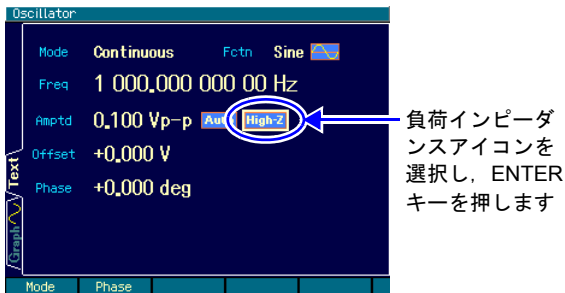 Oscillator
Mode Continuous Fctn Sine
Freq 1 000.000 000 00 Hz
Amptd 0.100 Vp-p Auto High-Z
Offset +0.000 V
Phase +0.000 deg
Text
Graph
Mode Phase
負荷インピーダ
ンスアイコンを
選択し，ENTER
キーを押します